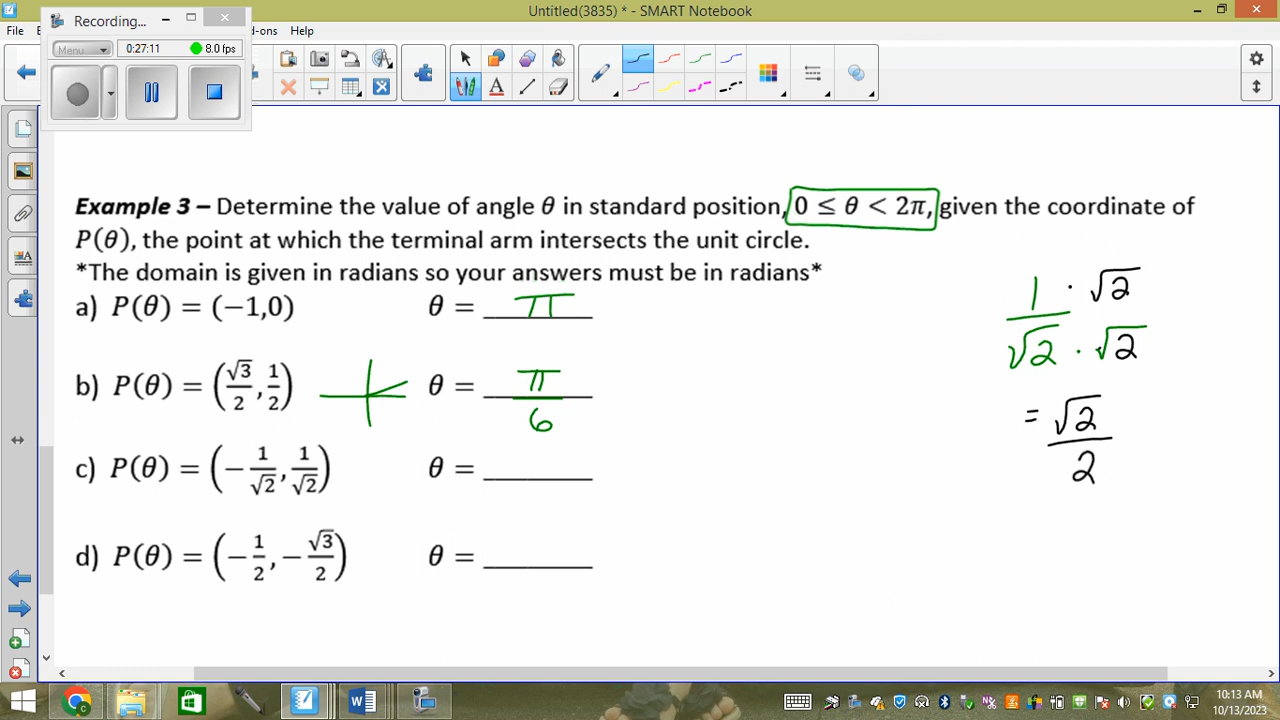 Untitled(3835) * - SMART Notebook
Recording...
File
d-ons Help
Menu
0:27:11
8.0 fps
Example 3 – Determine the value of angle θ in standard position, 0 ≤ θ < 2π, given the coordinate of
P(θ), the point at which the terminal arm intersects the unit circle.
*The domain is given in radians so your answers must be in radians*
a) P(θ) = (−1,0) θ = π
b) P(θ) = (√3/2, 1/2) θ = π/6
c) P(θ) = (−1/√2, 1/√2) θ = ______
d) P(θ) = (−1/2, −√3/2) θ = ______
1/√2 · √2/√2
= √2/2
10:13 AM
10/13/2023